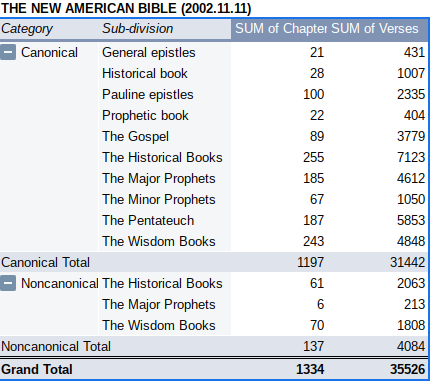 THE NEW AMERICAN BIBLE (2002.11.11)
Category Sub-division SUM of Chapter SUM of Verses
Canonical General epistles 21 431
Historical book 28 1007
Pauline epistles 100 2335
Prophetic book 22 404
The Gospel 89 3779
The Historical Books 255 7123
The Major Prophets 185 4612
The Minor Prophets 67 1050
The Pentateuch 187 5853
The Wisdom Books 243 4848
Canonical Total 1197 31442
Noncanonical The Historical Books 61 2063
The Major Prophets 6 213
The Wisdom Books 70 1808
Noncanonical Total 137 4084
Grand Total 1334 35526